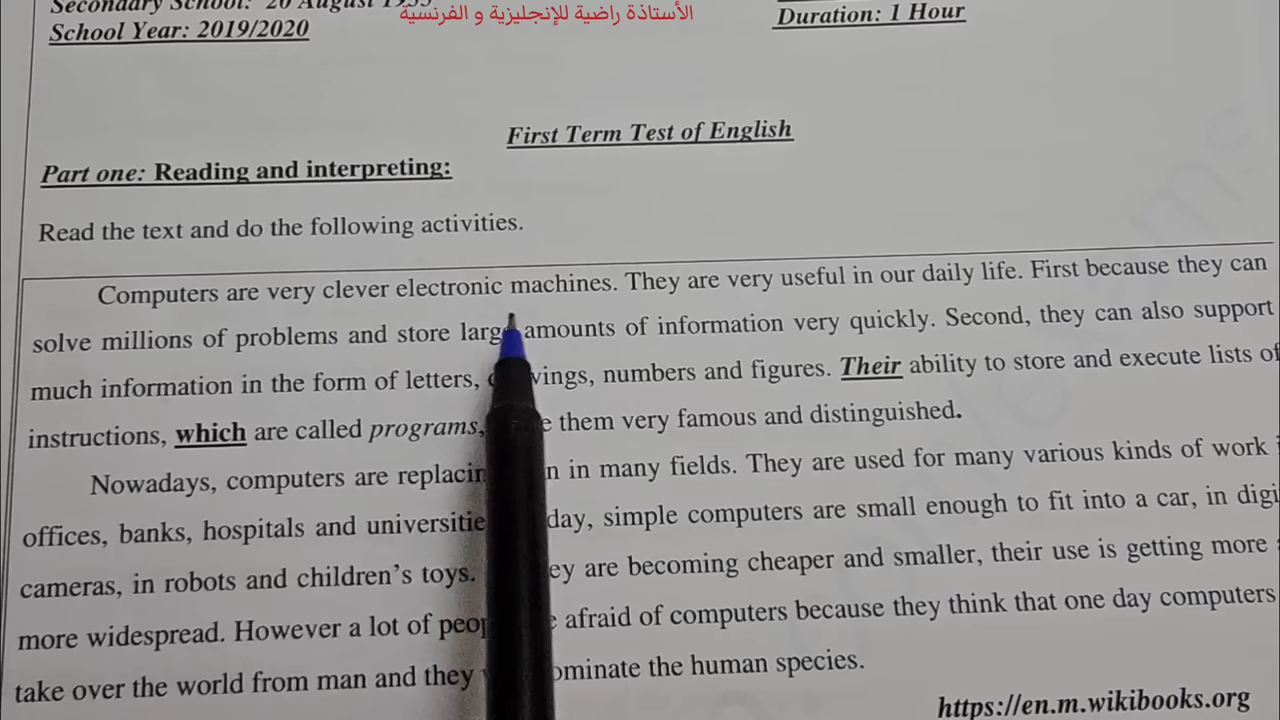 Secondary School: 20 August 1955
الأستاذة راضية للإنجليزية و الفرنسية
School Year: 2019/2020
Duration: 1 Hour
First Term Test of English
Part one: Reading and interpreting:
Read the text and do the following activities.
Computers are very clever electronic machines. They are very useful in our daily life. First because they can
solve millions of problems and store large amounts of information very quickly. Second, they can also support
much information in the form of letters, numbers and figures. Their ability to store and execute lists of
instructions, which are called programs, them very famous and distinguished.
Nowadays, computers are replacing in many fields. They are used for many various kinds of work
offices, banks, hospitals and universities day, simple computers are small enough to fit into a car, in digi
cameras, in robots and children's toys. are becoming cheaper and smaller, their use is getting more
more widespread. However a lot of afraid of computers because they think that one day computers
take over the world from man and they the human species.
https://en.m.wikibooks.org